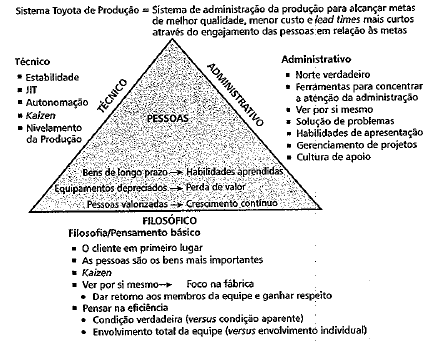 Sistema Toyota de Produção = Sistema de administração da produção para alcançar metas
de melhor qualidade, menor custo e lead times mais curtos
através do engajamento das pessoas em relação às metas
Técnico
▪ Estabilidade
▪ JIT
▪ Autonomação
▪ Kaizen
▪ Nivelamento
da Produção
TÉCNICO
ADMINISTRATIVO
PESSOAS
Bens de longo prazo → Habilidades aprendidas
Equipamentos depreciados → Perda de valor
Pessoas valorizadas → Crescimento contínuo
FILOSÓFICO
Administrativo
▪ Norte verdadeiro
▪ Ferramentas para concentrar
a atenção da administração
▪ Ver por si mesmo
▪ Solução de problemas
▪ Habilidades de apresentação
▪ Gerenciamento de projetos
▪ Cultura de apoio
Filosofia/Pensamento básico
▪ O cliente em primeiro lugar
▪ As pessoas são os bens mais importantes
▪ Kaizen
▪ Ver por si mesmo → Foco na fábrica
• Dar retorno aos membros da equipe e ganhar respeito
▪ Pensar na eficiência
• Condição verdadeira (versus condição aparente)
• Envolvimento total da equipe (versus envolvimento individual)